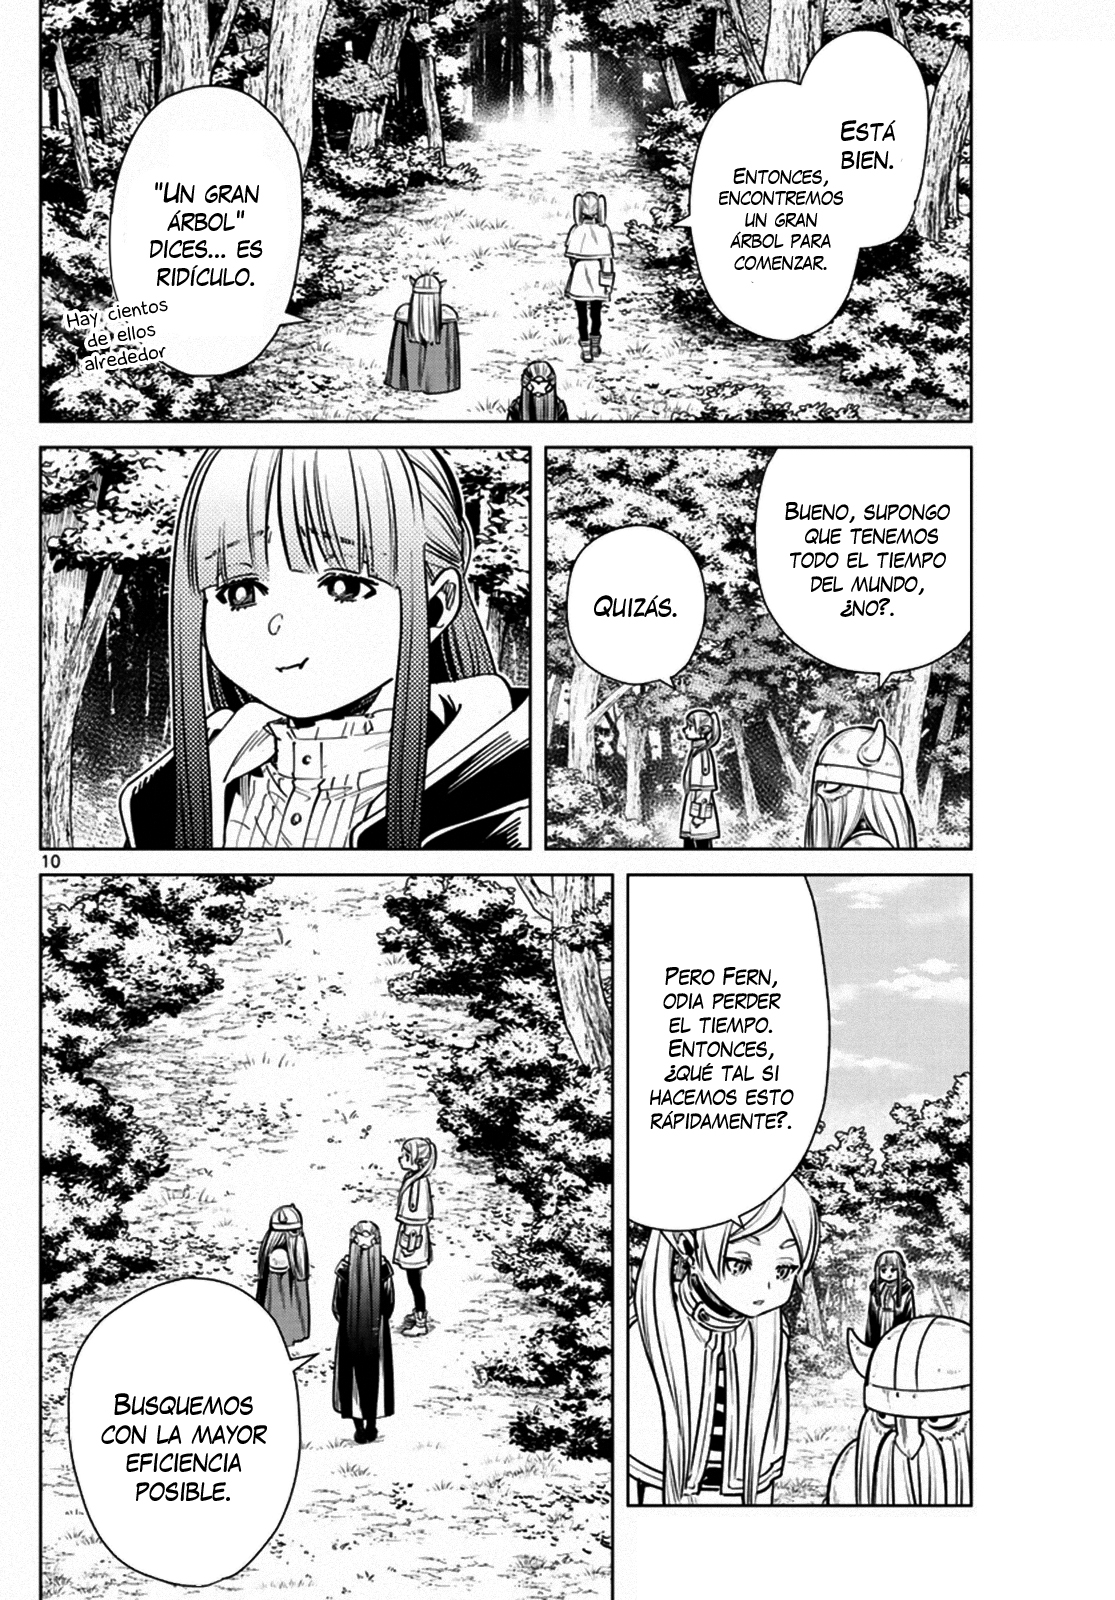 ESTÁ
BIEN.
ENTONCES,
ENCONTREMOS
UN GRAN
ÁRBOL PARA
COMENZAR.
"UN GRAN
ÁRBOL"
DICES... ES
RIDÍCULO.
Hay cientos
de ellos
alrededor
BUENO, SUPONGO
QUE TENEMOS
TODO EL TIEMPO
DEL MUNDO,
¿NO?.
QUIZÁS.
10
PERO FERN,
ODIA PERDER
EL TIEMPO.
ENTONCES,
¿QUÉ TAL SI
HACEMOS ESTO
RÁPIDAMENTE?.
BUSQUEMOS
CON LA MAYOR
EFICIENCIA
POSIBLE.